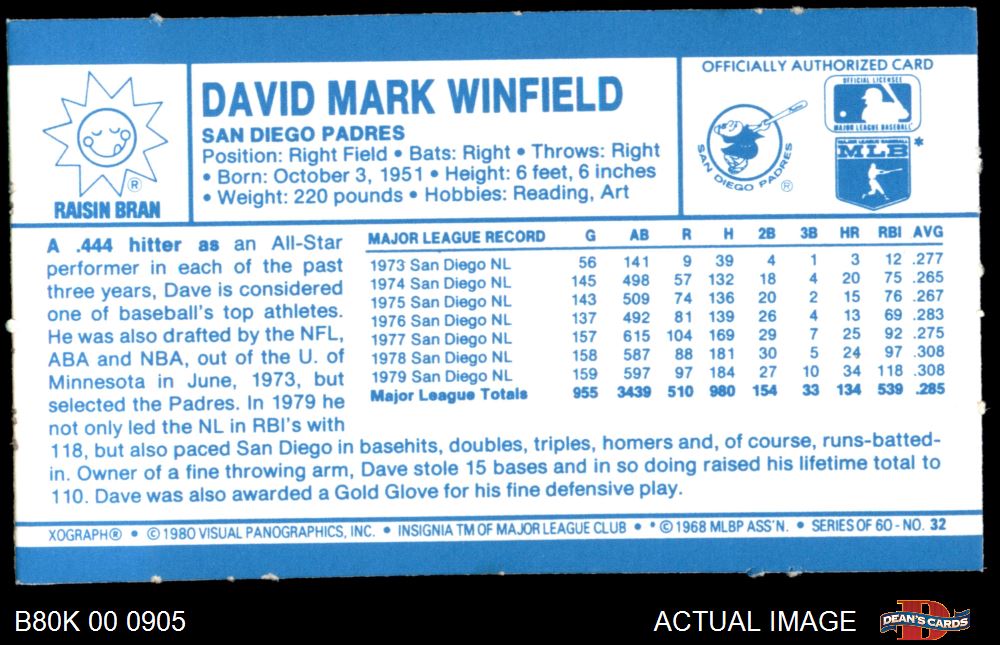 OFFICIALLY AUTHORIZED CARD
OFFICIAL LICENSEE
MAJOR LEAGUE BASEBALL
MAJOR LEAGUE BASEBALL
MLB *
SAN DIEGO PADRES ®
® RAISIN BRAN
DAVID MARK WINFIELD
SAN DIEGO PADRES
Position: Right Field • Bats: Right • Throws: Right
• Born: October 3, 1951 • Height: 6 feet, 6 inches
• Weight: 220 pounds • Hobbies: Reading, Art
A .444 hitter as an All-Star
performer in each of the past
three years, Dave is considered
one of baseball's top athletes.
He was also drafted by the NFL,
ABA and NBA, out of the U. of
Minnesota in June, 1973, but
selected the Padres. In 1979 he
not only led the NL in RBI's with
118, but also paced San Diego in basehits, doubles, triples, homers and, of course, runs-batted-
in. Owner of a fine throwing arm, Dave stole 15 bases and in so doing raised his lifetime total to
110. Dave was also awarded a Gold Glove for his fine defensive play.
MAJOR LEAGUE RECORD G AB R H 2B 3B HR RBI AVG
1973 San Diego NL 56 141 9 39 4 1 3 12 .277
1974 San Diego NL 145 498 57 132 18 4 20 75 .265
1975 San Diego NL 143 509 74 136 20 2 15 76 .267
1976 San Diego NL 137 492 81 139 26 4 13 69 .283
1977 San Diego NL 157 615 104 169 29 7 25 92 .275
1978 San Diego NL 158 587 88 181 30 5 24 97 .308
1979 San Diego NL 159 597 97 184 27 10 34 118 .308
Major League Totals 955 3439 510 980 154 33 134 539 .285
XOGRAPH® • © 1980 VISUAL PANOGRAPHICS, INC. • INSIGNIA TM OF MAJOR LEAGUE CLUB • * © 1968 MLBP ASS'N. • SERIES OF 60 - NO. 32
B80K 00 0905
ACTUAL IMAGE
DEAN'S CARDS